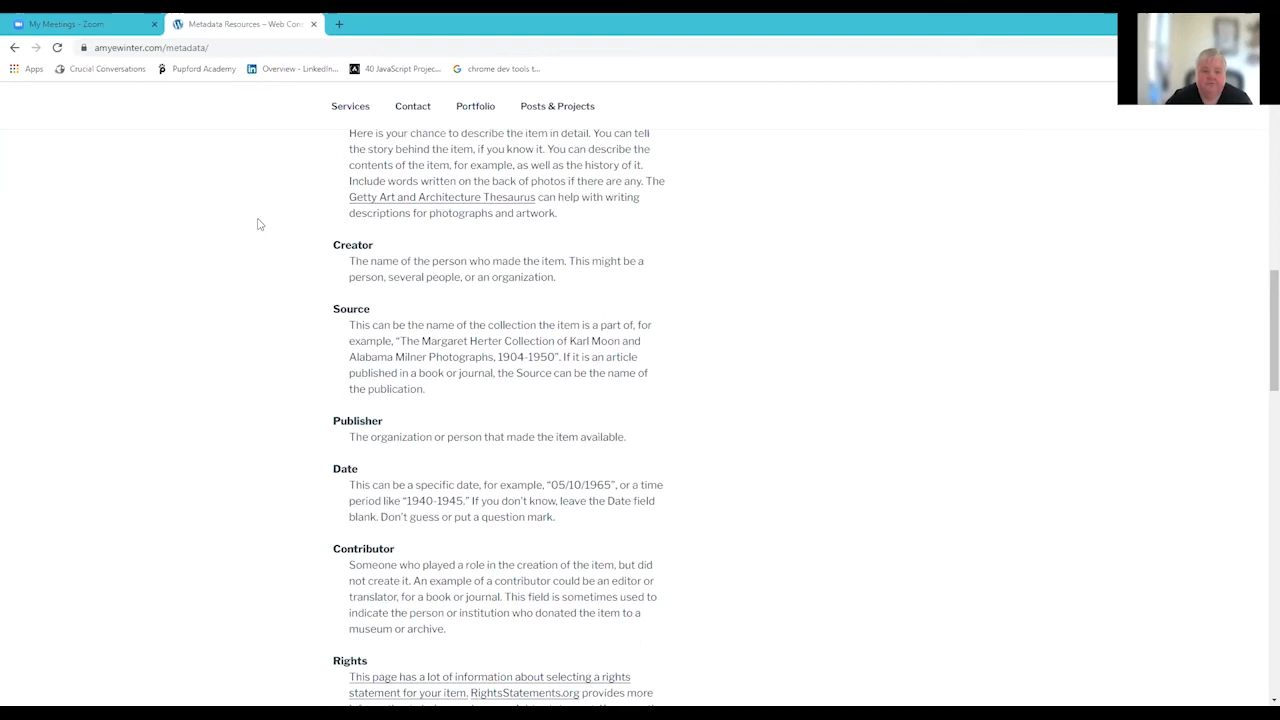 My Meetings - Zoom
Metadata Resources – Web Con
amyewinter.com/metadata/
Apps
Crucial Conversations
Pupford Academy
Overview - LinkedIn...
40 JavaScript Projec...
chrome dev tools t...
Services
Contact
Portfolio
Posts & Projects
Here is your chance to describe the item in detail. You can tell
the story behind the item, if you know it. You can describe the
contents of the item, for example, as well as the history of it.
Include words written on the back of photos if there are any. The
Getty Art and Architecture Thesaurus can help with writing
descriptions for photographs and artwork.
Creator
The name of the person who made the item. This might be a
person, several people, or an organization.
Source
This can be the name of the collection the item is a part of, for
example, “The Margaret Herter Collection of Karl Moon and
Alabama Milner Photographs, 1904-1950”. If it is an article
published in a book or journal, the Source can be the name of
the publication.
Publisher
The organization or person that made the item available.
Date
This can be a specific date, for example, “05/10/1965”, or a time
period like “1940-1945.” If you don’t know, leave the Date field
blank. Don’t guess or put a question mark.
Contributor
Someone who played a role in the creation of the item, but did
not create it. An example of a contributor could be an editor or
translator, for a book or journal. This field is sometimes used to
indicate the person or institution who donated the item to a
museum or archive.
Rights
This page has a lot of information about selecting a rights
statement for your item. RightsStatements.org provides more